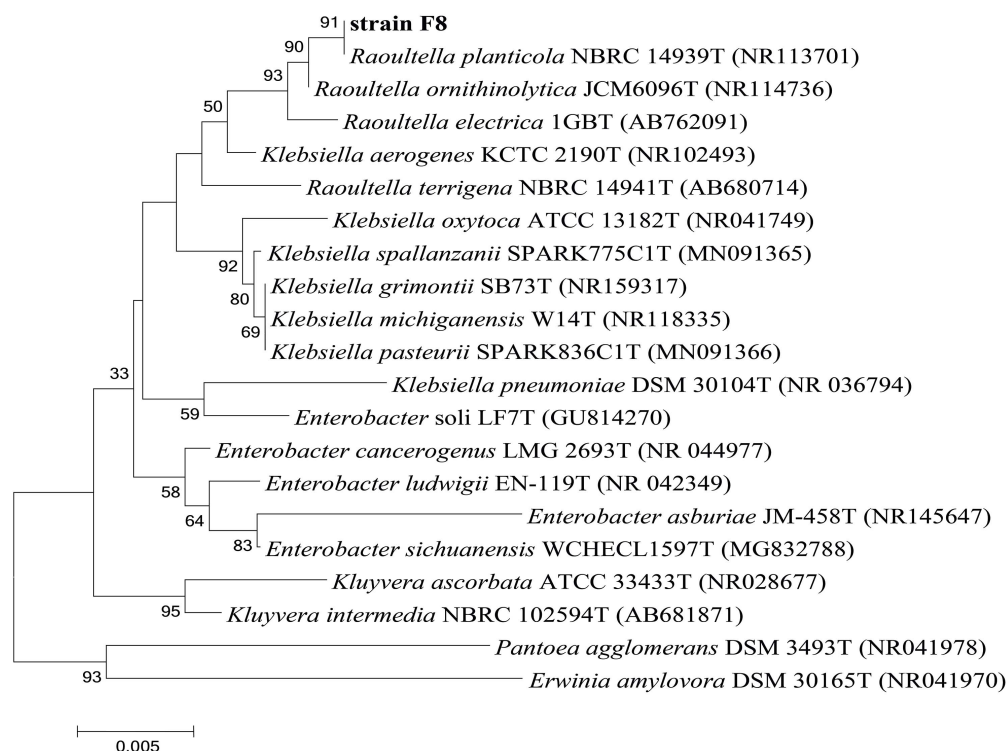 91 strain F8
90
Raoultella planticola NBRC 14939T (NR113701)
93
Raoultella ornithinolytica JCM6096T (NR114736)
50
Raoultella electrica 1GBT (AB762091)
Klebsiella aerogenes KCTC 2190T (NR102493)
Raoultella terrigena NBRC 14941T (AB680714)
Klebsiella oxytoca ATCC 13182T (NR041749)
Klebsiella spallanzanii SPARK775C1T (MN091365)
92
Klebsiella grimontii SB73T (NR159317)
80
Klebsiella michiganensis W14T (NR118335)
69
Klebsiella pasteurii SPARK836C1T (MN091366)
33
Klebsiella pneumoniae DSM 30104T (NR 036794)
59
Enterobacter soli LF7T (GU814270)
Enterobacter cancerogenus LMG 2693T (NR 044977)
58
Enterobacter ludwigii EN-119T (NR 042349)
64
Enterobacter asburiae JM-458T (NR145647)
83
Enterobacter sichuanensis WCHECL1597T (MG832788)
Kluyvera ascorbata ATCC 33433T (NR028677)
95
Kluyvera intermedia NBRC 102594T (AB681871)
Pantoea agglomerans DSM 3493T (NR041978)
93
Erwinia amylovora DSM 30165T (NR041970)
0.005